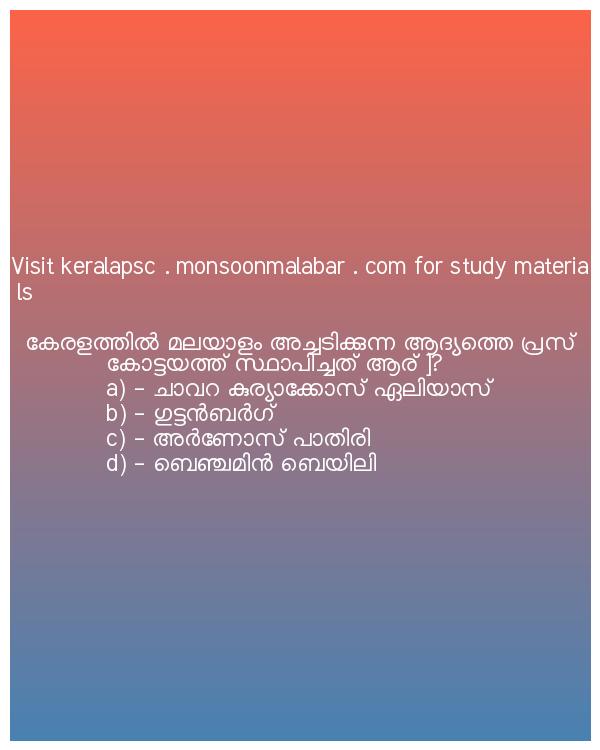 Visit keralapsc . monsoonmalabar . com for study materia
ls
കേരളത്തിൽ മലയാളം അച്ചടിക്കുന്ന ആദ്യത്തെ പ്രസ്
കോട്ടയത്ത് സ്ഥാപിച്ചത് ആര് ]?
a) - ചാവറ കുര്യാക്കോസ് ഏലിയാസ്
b) - ഗുട്ടൻബർഗ്
c) - അർണോസ് പാതിരി
d) - ബെഞ്ചമിൻ ബെയിലി